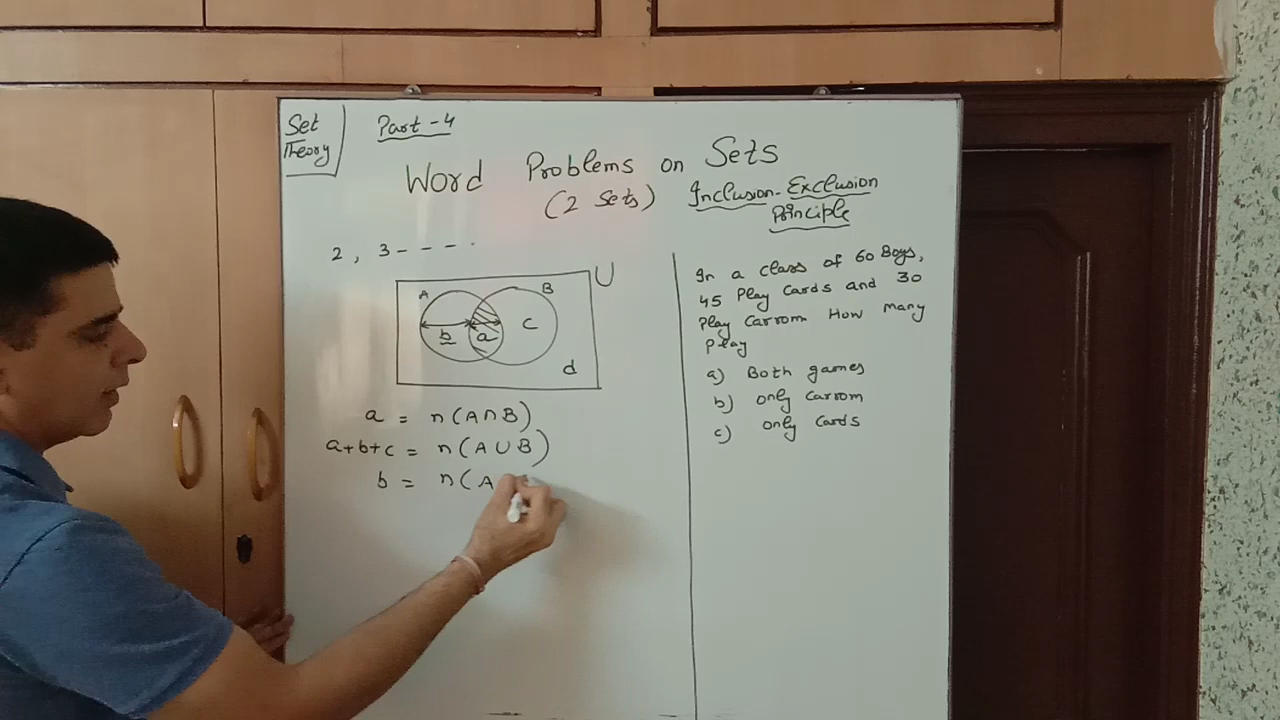 Set
Theory
Part-4
Word Problems on Sets
(2 Sets) Inclusion-Exclusion
Principle
2, 3 - - - .
U
A
B
b
a
c
d
a = n(A∩B)
a+b+c = n(A∪B)
b = n(A
In a class of 60 Boys,
45 Play Cards and 30
Play Carrom How many
Play
a) Both games
b) only Carrom
c) only Cards